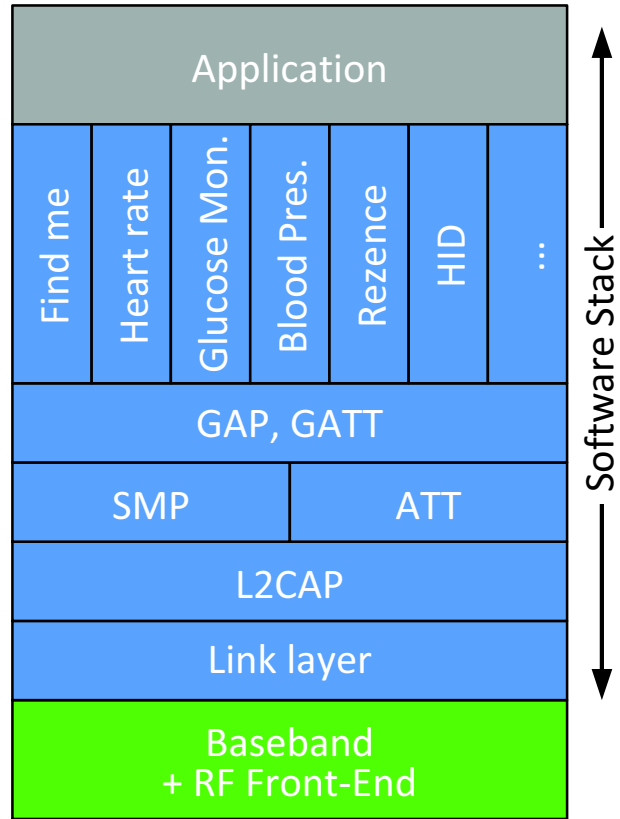 Application
Find me
Heart rate
Glucose Mon.
Blood Pres.
Rezence
HID
...
GAP, GATT
SMP
ATT
L2CAP
Link layer
Baseband
+ RF Front-End
Software Stack